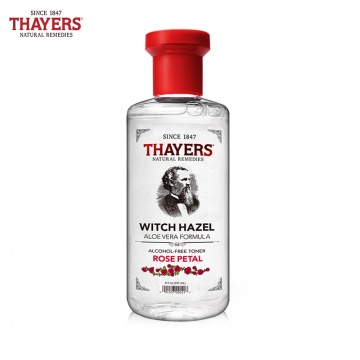 SINCE 1847
THAYERS®
NATURAL REMEDIES
SINCE 1847
THAYERS®
NATURAL REMEDIES
WITCH HAZEL
ALOE VERA FORMULA
ALCOHOL-FREE TONER
ROSE PETAL